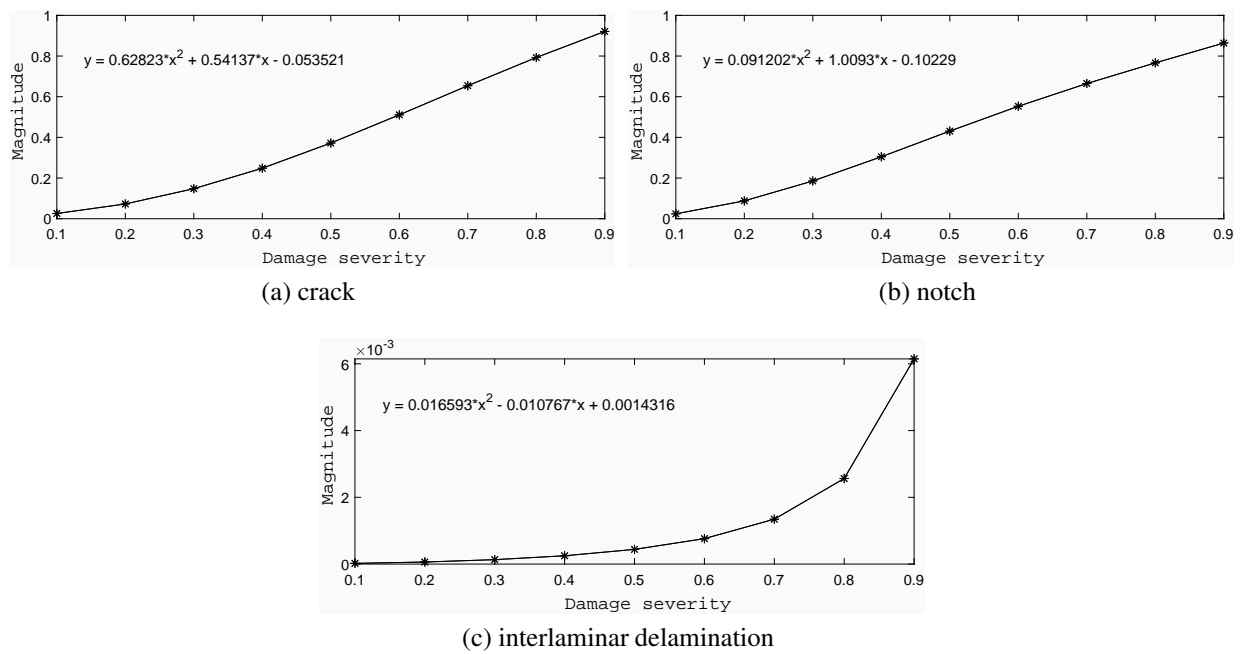 1
0.8
0.6
0.4
0.2
0
Magnitude
y = 0.62823*x² + 0.54137*x - 0.053521
0.1 0.2 0.3 0.4 0.5 0.6 0.7 0.8 0.9
Damage severity
(a) crack
1
0.8
0.6
0.4
0.2
0
Magnitude
y = 0.091202*x² + 1.0093*x - 0.10229
0.1 0.2 0.3 0.4 0.5 0.6 0.7 0.8 0.9
Damage severity
(b) notch
×10⁻³
6
4
2
0
Magnitude
y = 0.016593*x² - 0.010767*x + 0.0014316
0.1 0.2 0.3 0.4 0.5 0.6 0.7 0.8 0.9
Damage severity
(c) interlaminar delamination